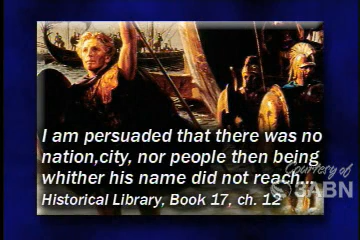 I am persuaded that there was no
nation,city, nor people then being
whither his name did not reach...
Historical Library, Book 17, ch. 12
Courtesy of
3ABN